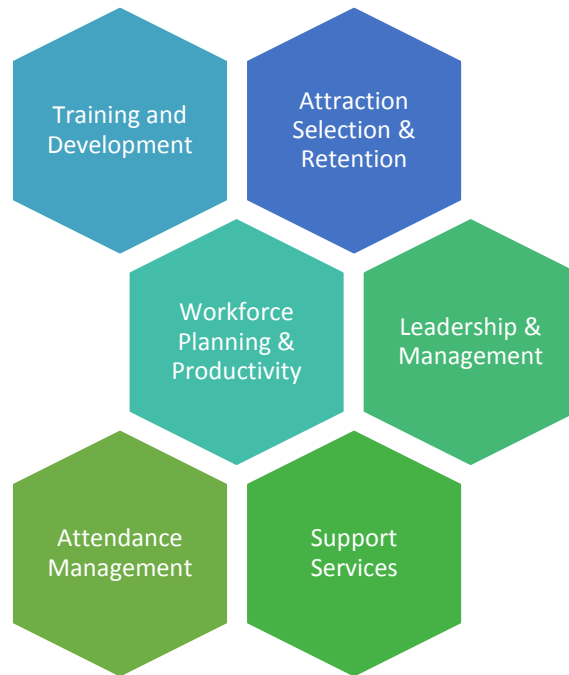 Training and
Development
Attraction
Selection &
Retention
Workforce
Planning &
Productivity
Leadership &
Management
Attendance
Management
Support
Services